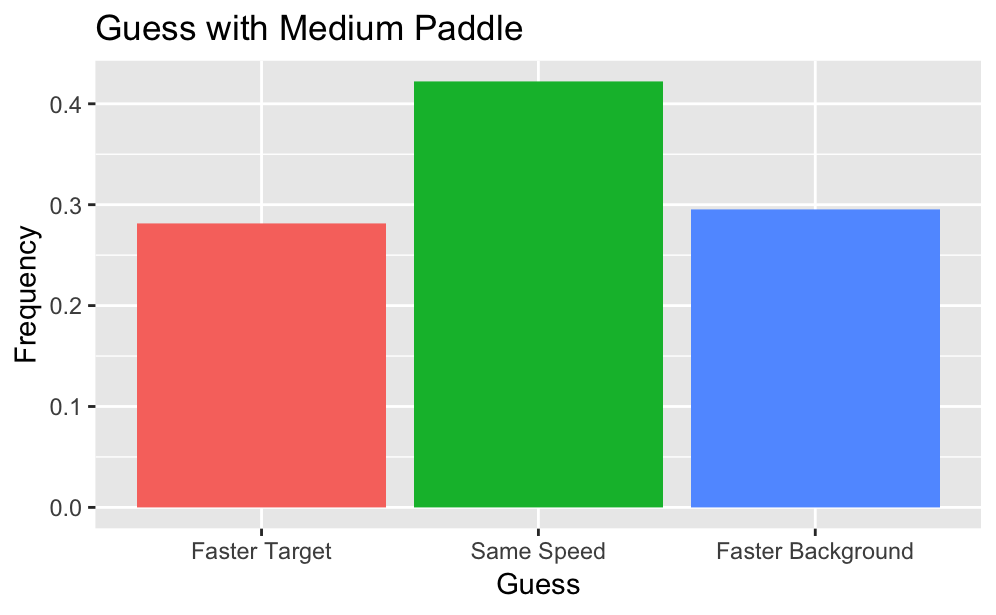 Guess with Medium Paddle
Frequency
0.4
0.3
0.2
0.1
0.0
Faster Target
Same Speed
Faster Background
Guess